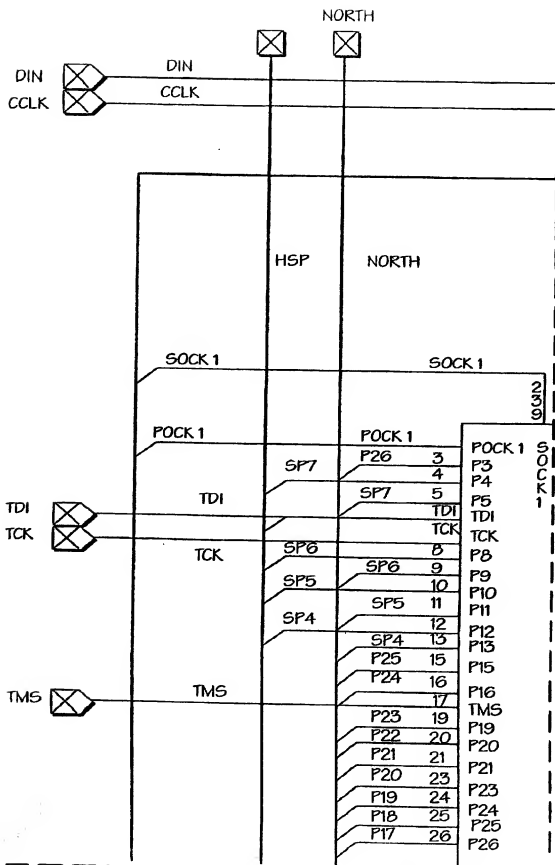 NORTH
DIN DIN
CCLK CCLK
HSP NORTH
SOCK 1 SOCK 1
2
3
9
POCK 1 POCK 1 POCK 1
SOCK 1
P26 3 P3
SP7 4 P4
SP7 5 P5
TDI TDI TDI TDI
TCK TCK TCK TCK
SP6 8 P8
SP6 9 P9
SP5 10 P10
SP5 11 P11
SP4 12 P12
SP4 13 P13
P25 15 P15
P24 16 P16
TMS TMS 17 TMS
P23 19 P19
P22 20 P20
P21 21 P21
P20 23 P23
P19 24 P24
P18 25 P25
P17 26 P26